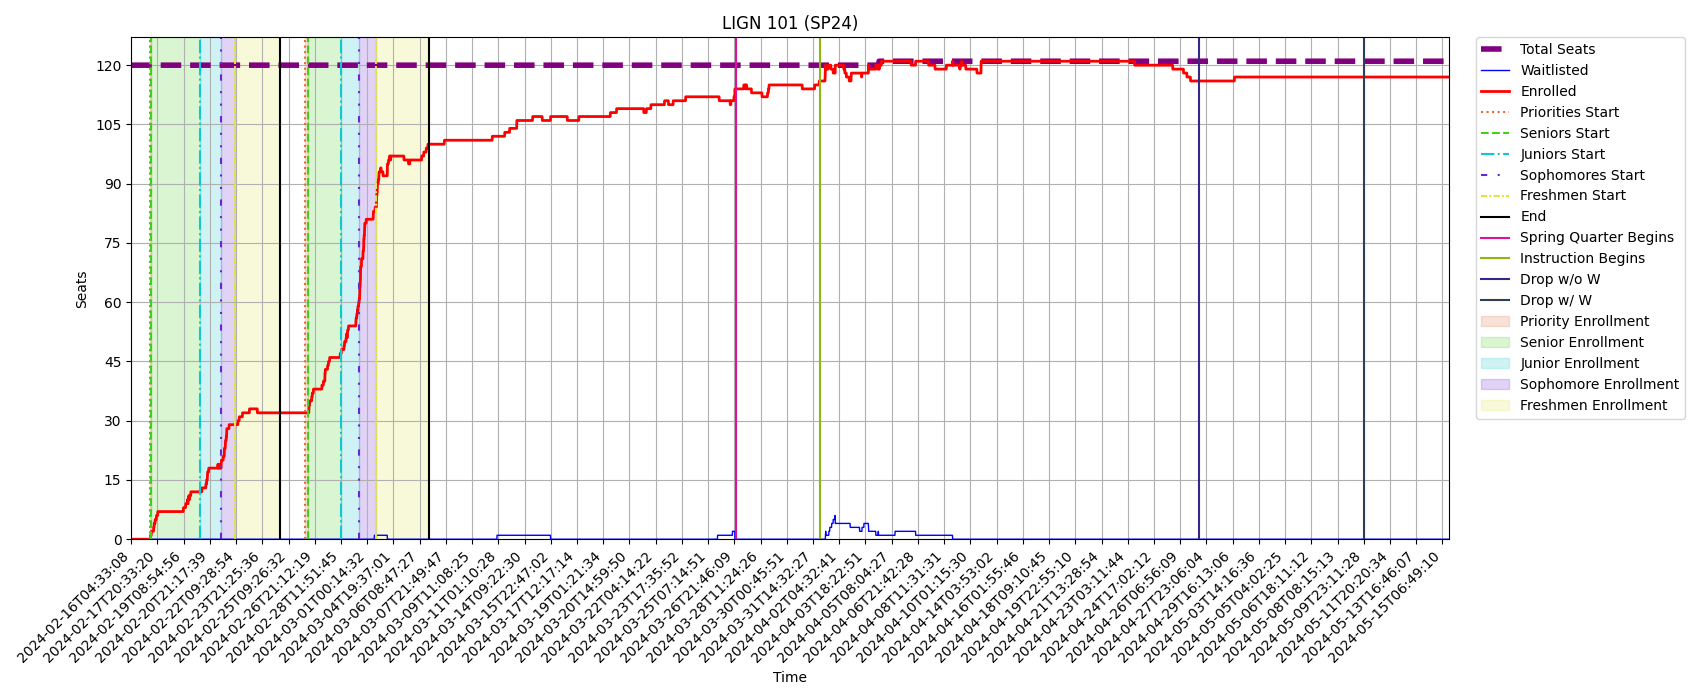 LIGN 101 (SP24)
Seats
120
105
90
75
60
45
30
15
0
2024-02-16T04:33:08
2024-02-17T20:33:20
2024-02-19T08:54:56
2024-02-20T21:17:39
2024-02-22T09:28:54
2024-02-23T21:25:36
2024-02-25T09:26:32
2024-02-26T21:12:19
2024-02-28T11:51:45
2024-03-01T00:14:32
2024-03-04T19:37:01
2024-03-06T08:47:27
2024-03-07T21:49:47
2024-03-09T11:08:25
2024-03-11T01:10:28
2024-03-14T09:22:30
2024-03-15T22:47:02
2024-03-17T12:17:14
2024-03-19T01:21:34
2024-03-20T14:59:50
2024-03-22T04:14:22
2024-03-23T17:35:52
2024-03-25T07:14:51
2024-03-26T21:46:09
2024-03-28T11:24:26
2024-03-30T00:45:51
2024-03-31T14:32:27
2024-04-02T04:32:41
2024-04-03T18:22:51
2024-04-05T08:04:27
2024-04-06T21:42:28
2024-04-08T11:31:31
2024-04-10T01:15:30
2024-04-14T03:53:02
2024-04-16T01:55:46
2024-04-18T09:10:45
2024-04-19T22:55:10
2024-04-21T13:28:54
2024-04-23T03:11:44
2024-04-24T17:02:12
2024-04-26T06:56:09
2024-04-27T23:06:04
2024-04-29T16:13:06
2024-05-03T14:16:36
2024-05-05T04:02:25
2024-05-06T18:11:12
2024-05-08T08:15:13
2024-05-09T23:11:28
2024-05-11T20:20:34
2024-05-13T16:46:07
2024-05-15T06:49:10
Time
Total Seats
Waitlisted
Enrolled
Priorities Start
Seniors Start
Juniors Start
Sophomores Start
Freshmen Start
End
Spring Quarter Begins
Instruction Begins
Drop w/o W
Drop w/ W
Priority Enrollment
Senior Enrollment
Junior Enrollment
Sophomore Enrollment
Freshmen Enrollment